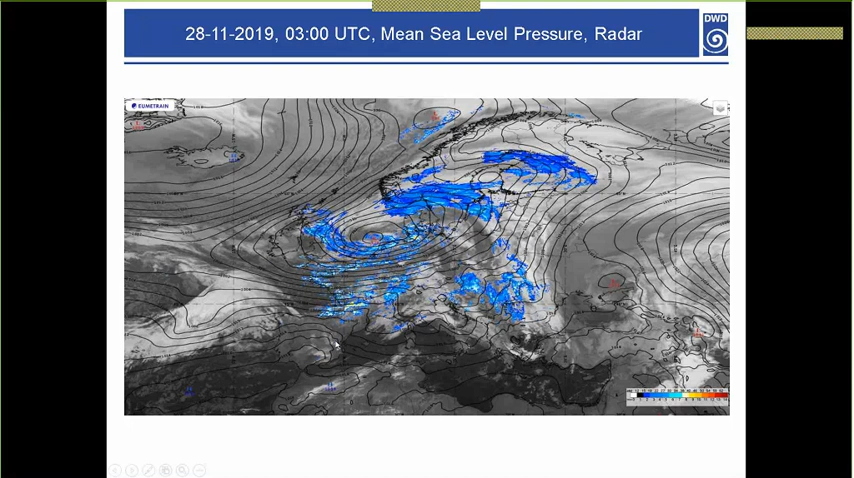 28-11-2019, 03:00 UTC, Mean Sea Level Pressure, Radar
DWD
EUMETRAIN